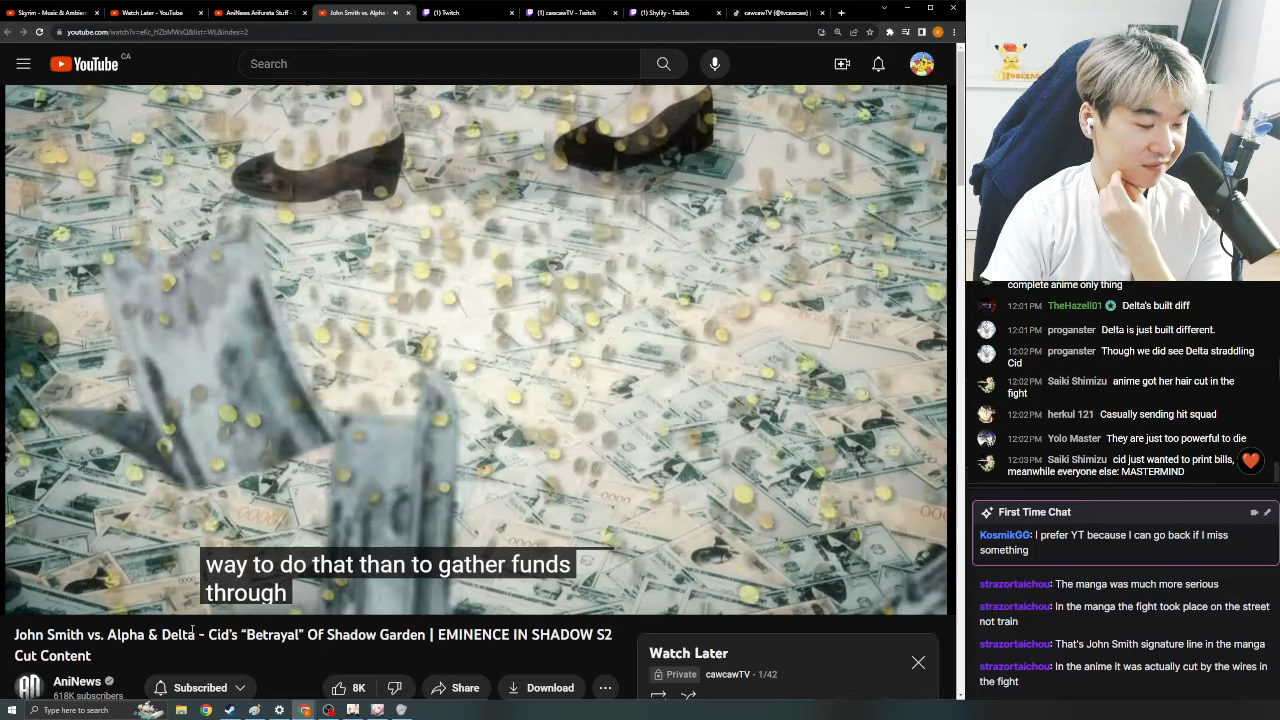 Slgrim - Music & Ambien
Watch Later - YouTube
AniNews Arifureta Stuff -
John Smith vs. Alpha
(1) Twitch
(1) cawcawTV - Twitch
(1) Shylily - Twitch
cawcawTV (@tvcawcaw) |
youtube.com/watch?v=eKc_HZbMWxQ&list=WL&index=2
YouTube CA
Search
way to do that than to gather funds
through
John Smith vs. Alpha & Delta - Cid's “Betrayal” Of Shadow Garden | EMINENCE IN SHADOW S2
Cut Content
AniNews
618K subscribers
Subscribed
8K
Share
Download
Watch Later
Private
cawcawTV - 1/42
Type here to search
complete anime only thing
12:01 PM TheHazell01 Delta's built diff
12:01 PM proganster Delta is just built different.
12:02 PM proganster Though we did see Delta straddling
Cid
12:02 PM Saiki Shimizu anime got her hair cut in the
fight
12:02 PM herkul 121 Casually sending hit squad
12:02 PM Yolo Master They are just too powerful to die
12:03 PM Saiki Shimizu cid just wanted to print bills,
meanwhile everyone else: MASTERMIND
First Time Chat
KosmikGG: I prefer YT because I can go back if I miss
something
strazortaichou: The manga was much more serious
strazortaichou: In the manga the fight took place on the street
not train
strazortaichou: That's John Smith signature line in the manga
strazortaichou: In the anime it was actually cut by the wires in
the fight